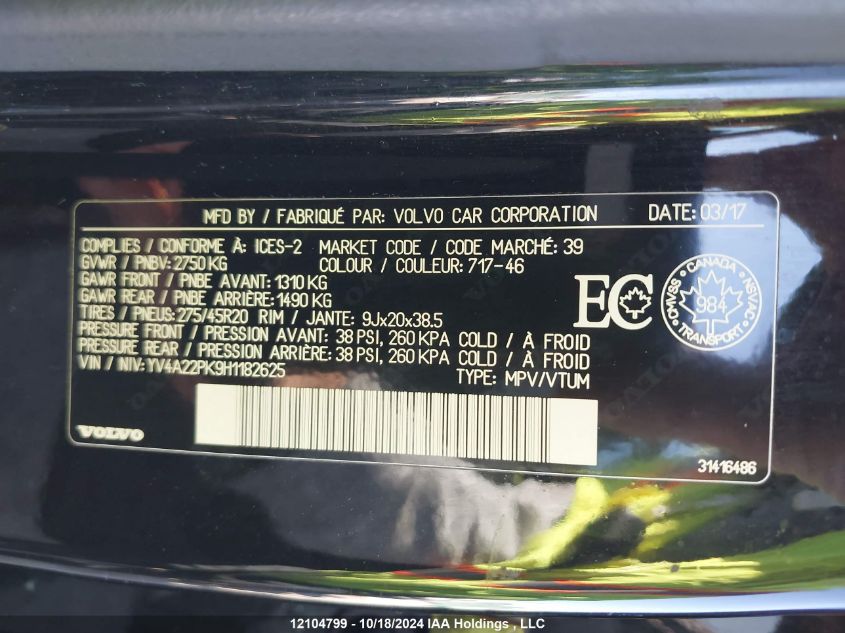 MFD BY / FABRIQUÉ PAR: VOLVO CAR CORPORATION DATE: 03/17
COMPLIES / CONFORME À: ICES-2 MARKET CODE / CODE MARCHÉ: 39
GVWR / PNBV: 2750 KG COLOUR / COULEUR: 717-46
GAWR FRONT / PNBE AVANT: 1310 KG
GAWR REAR / PNBE ARRIÈRE: 1490 KG
TIRES / PNEUS: 275/45R20 RIM / JANTE: 9Jx20x38.5
PRESSURE FRONT / PRESSION AVANT: 38 PSI, 260 KPA COLD / À FROID
PRESSURE REAR / PRESSION ARRIÈRE: 38 PSI, 260 KPA COLD / À FROID
VIN / NIV: YV4A22PK9H1182625 TYPE: MPV/VTUM
EC
CANADA
CMVSS NSVAC
984
TRANSPORT
VOLVO
31416486
12104799 - 10/18/2024 IAA Holdings , LLC